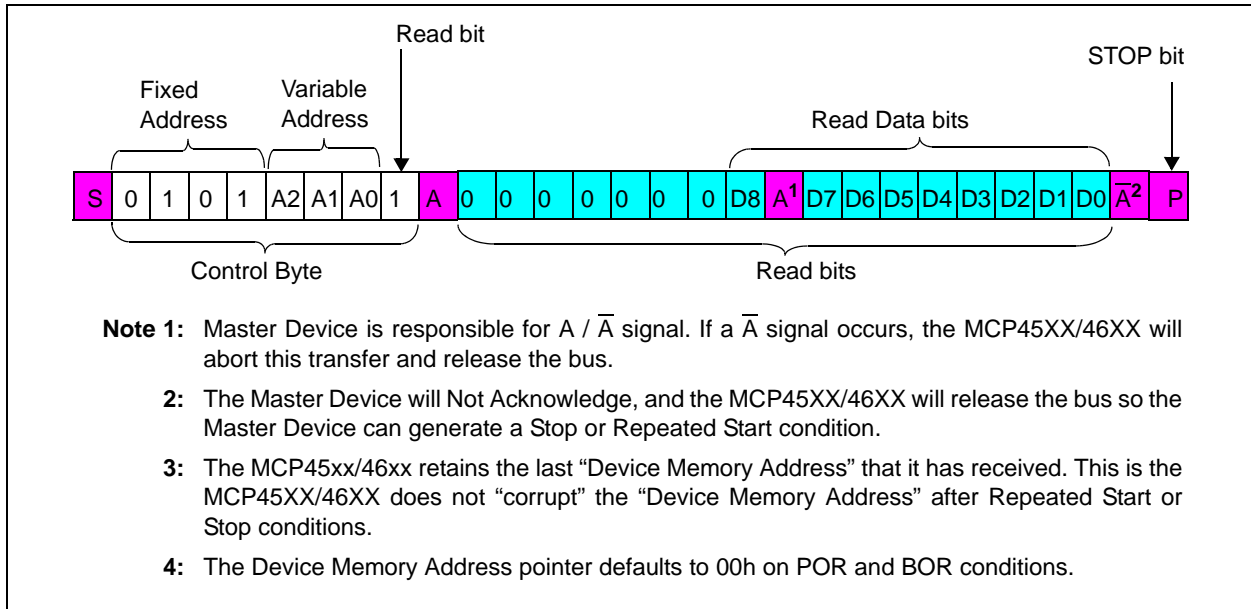 Read bit
STOP bit
Fixed Address
Variable Address
Read Data bits
S 0 1 0 1 A2 A1 A0 1 A 0 0 0 0 0 0 0 D8 A¹ D7 D6 D5 D4 D3 D2 D1 D0 A̅² P
Control Byte
Read bits
Note 1: Master Device is responsible for A / A̅ signal. If a A̅ signal occurs, the MCP45XX/46XX will
abort this transfer and release the bus.
2: The Master Device will Not Acknowledge, and the MCP45XX/46XX will release the bus so the
Master Device can generate a Stop or Repeated Start condition.
3: The MCP45xx/46xx retains the last “Device Memory Address” that it has received. This is the
MCP45XX/46XX does not “corrupt” the “Device Memory Address” after Repeated Start or
Stop conditions.
4: The Device Memory Address pointer defaults to 00h on POR and BOR conditions.